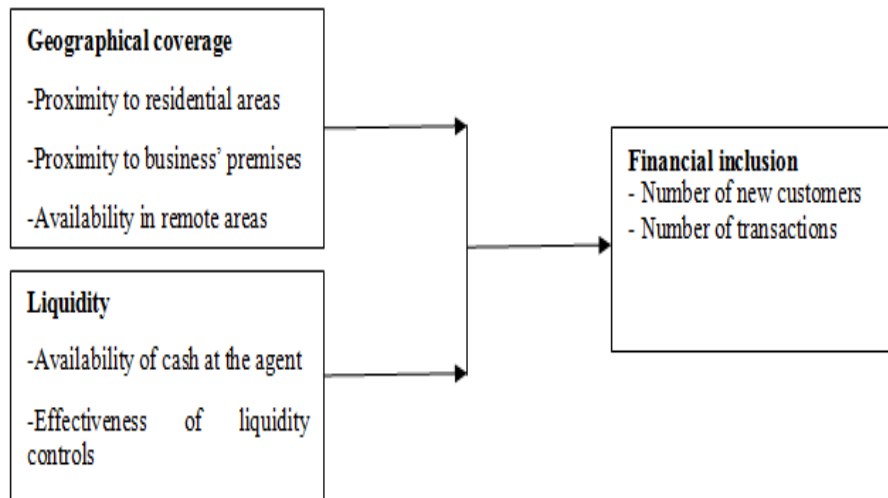 Geographical coverage
-Proximity to residential areas
-Proximity to business’ premises
-Availability in remote areas
Liquidity
-Availability of cash at the agent
-Effectiveness of liquidity
controls
Financial inclusion
- Number of new customers
- Number of transactions